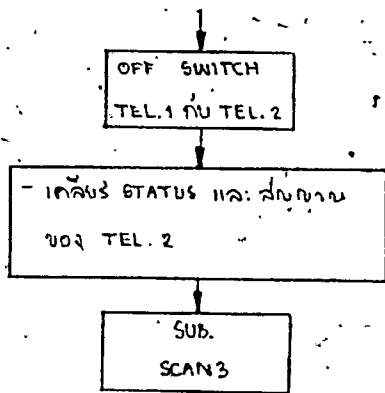 OFF SWITCH
TEL.1 กับ TEL.2
- เคลียร์ STATUS และ สัญญาณ
ของ TEL.2
SUB.
SCAN3